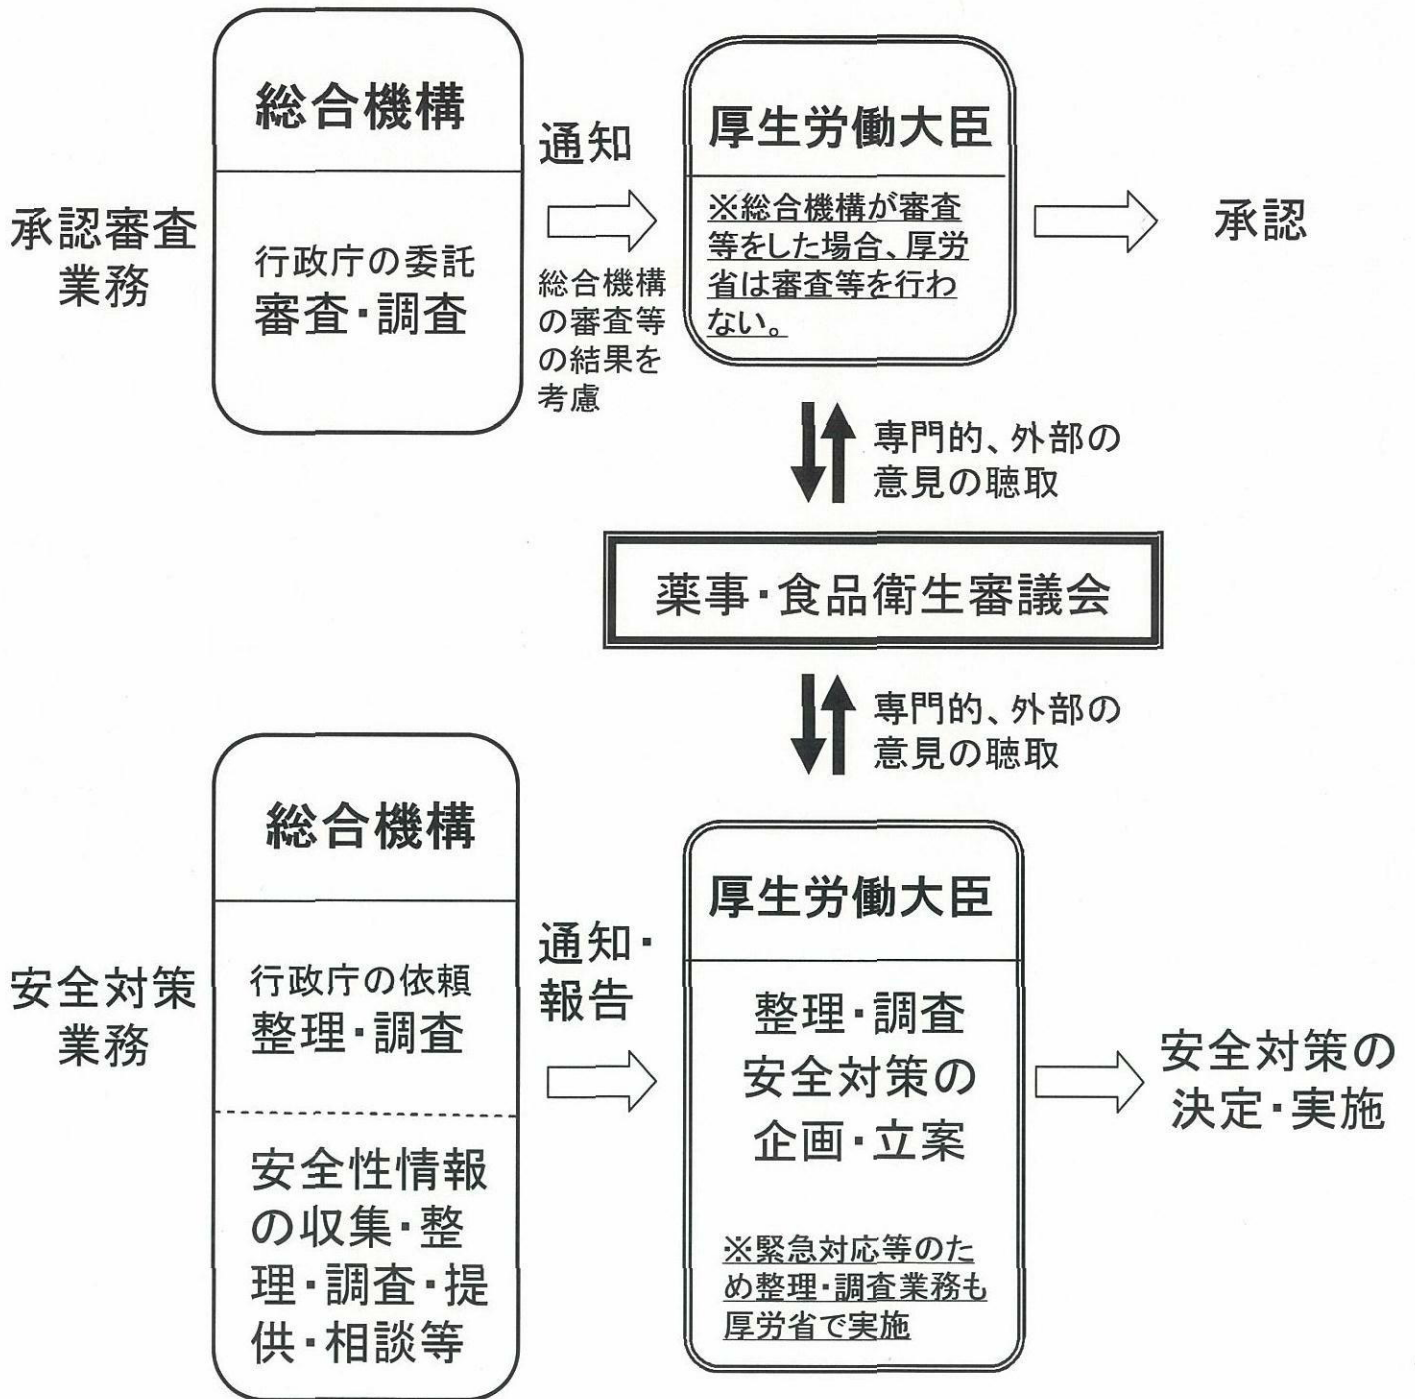 承認審査
業務
総合機構
行政庁の委託
審査・調査
通知
総合機構
の審査等
の結果を
考慮
厚生労働大臣
※総合機構が審査
等をした場合、厚労
省は審査等を行わ
ない。
承認
専門的、外部の
意見の聴取
薬事・食品衛生審議会
専門的、外部の
意見の聴取
安全対策
業務
総合機構
行政庁の依頼
整理・調査
安全性情報
の収集・整
理・調査・提
供・相談等
通知・
報告
厚生労働大臣
整理・調査
安全対策の
企画・立案
※緊急対応等のた
め整理・調査業務も
厚労省で実施
安全対策の
決定・実施